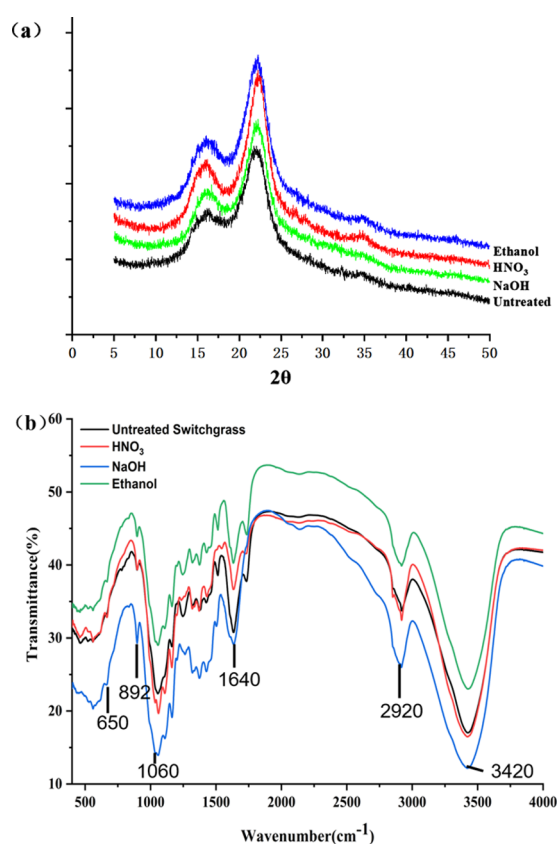 (a)
Ethanol
HNO₃
NaOH
Untreated
0 5 10 15 20 25 30 35 40 45 50
2θ
(b)
60
50
40
30
20
10
Transmittance(%)
Untreated Switchgrass
HNO₃
NaOH
Ethanol
650
892
1060
1640
2920
3420
500 1000 1500 2000 2500 3000 3500 4000
Wavenumber(cm⁻¹)